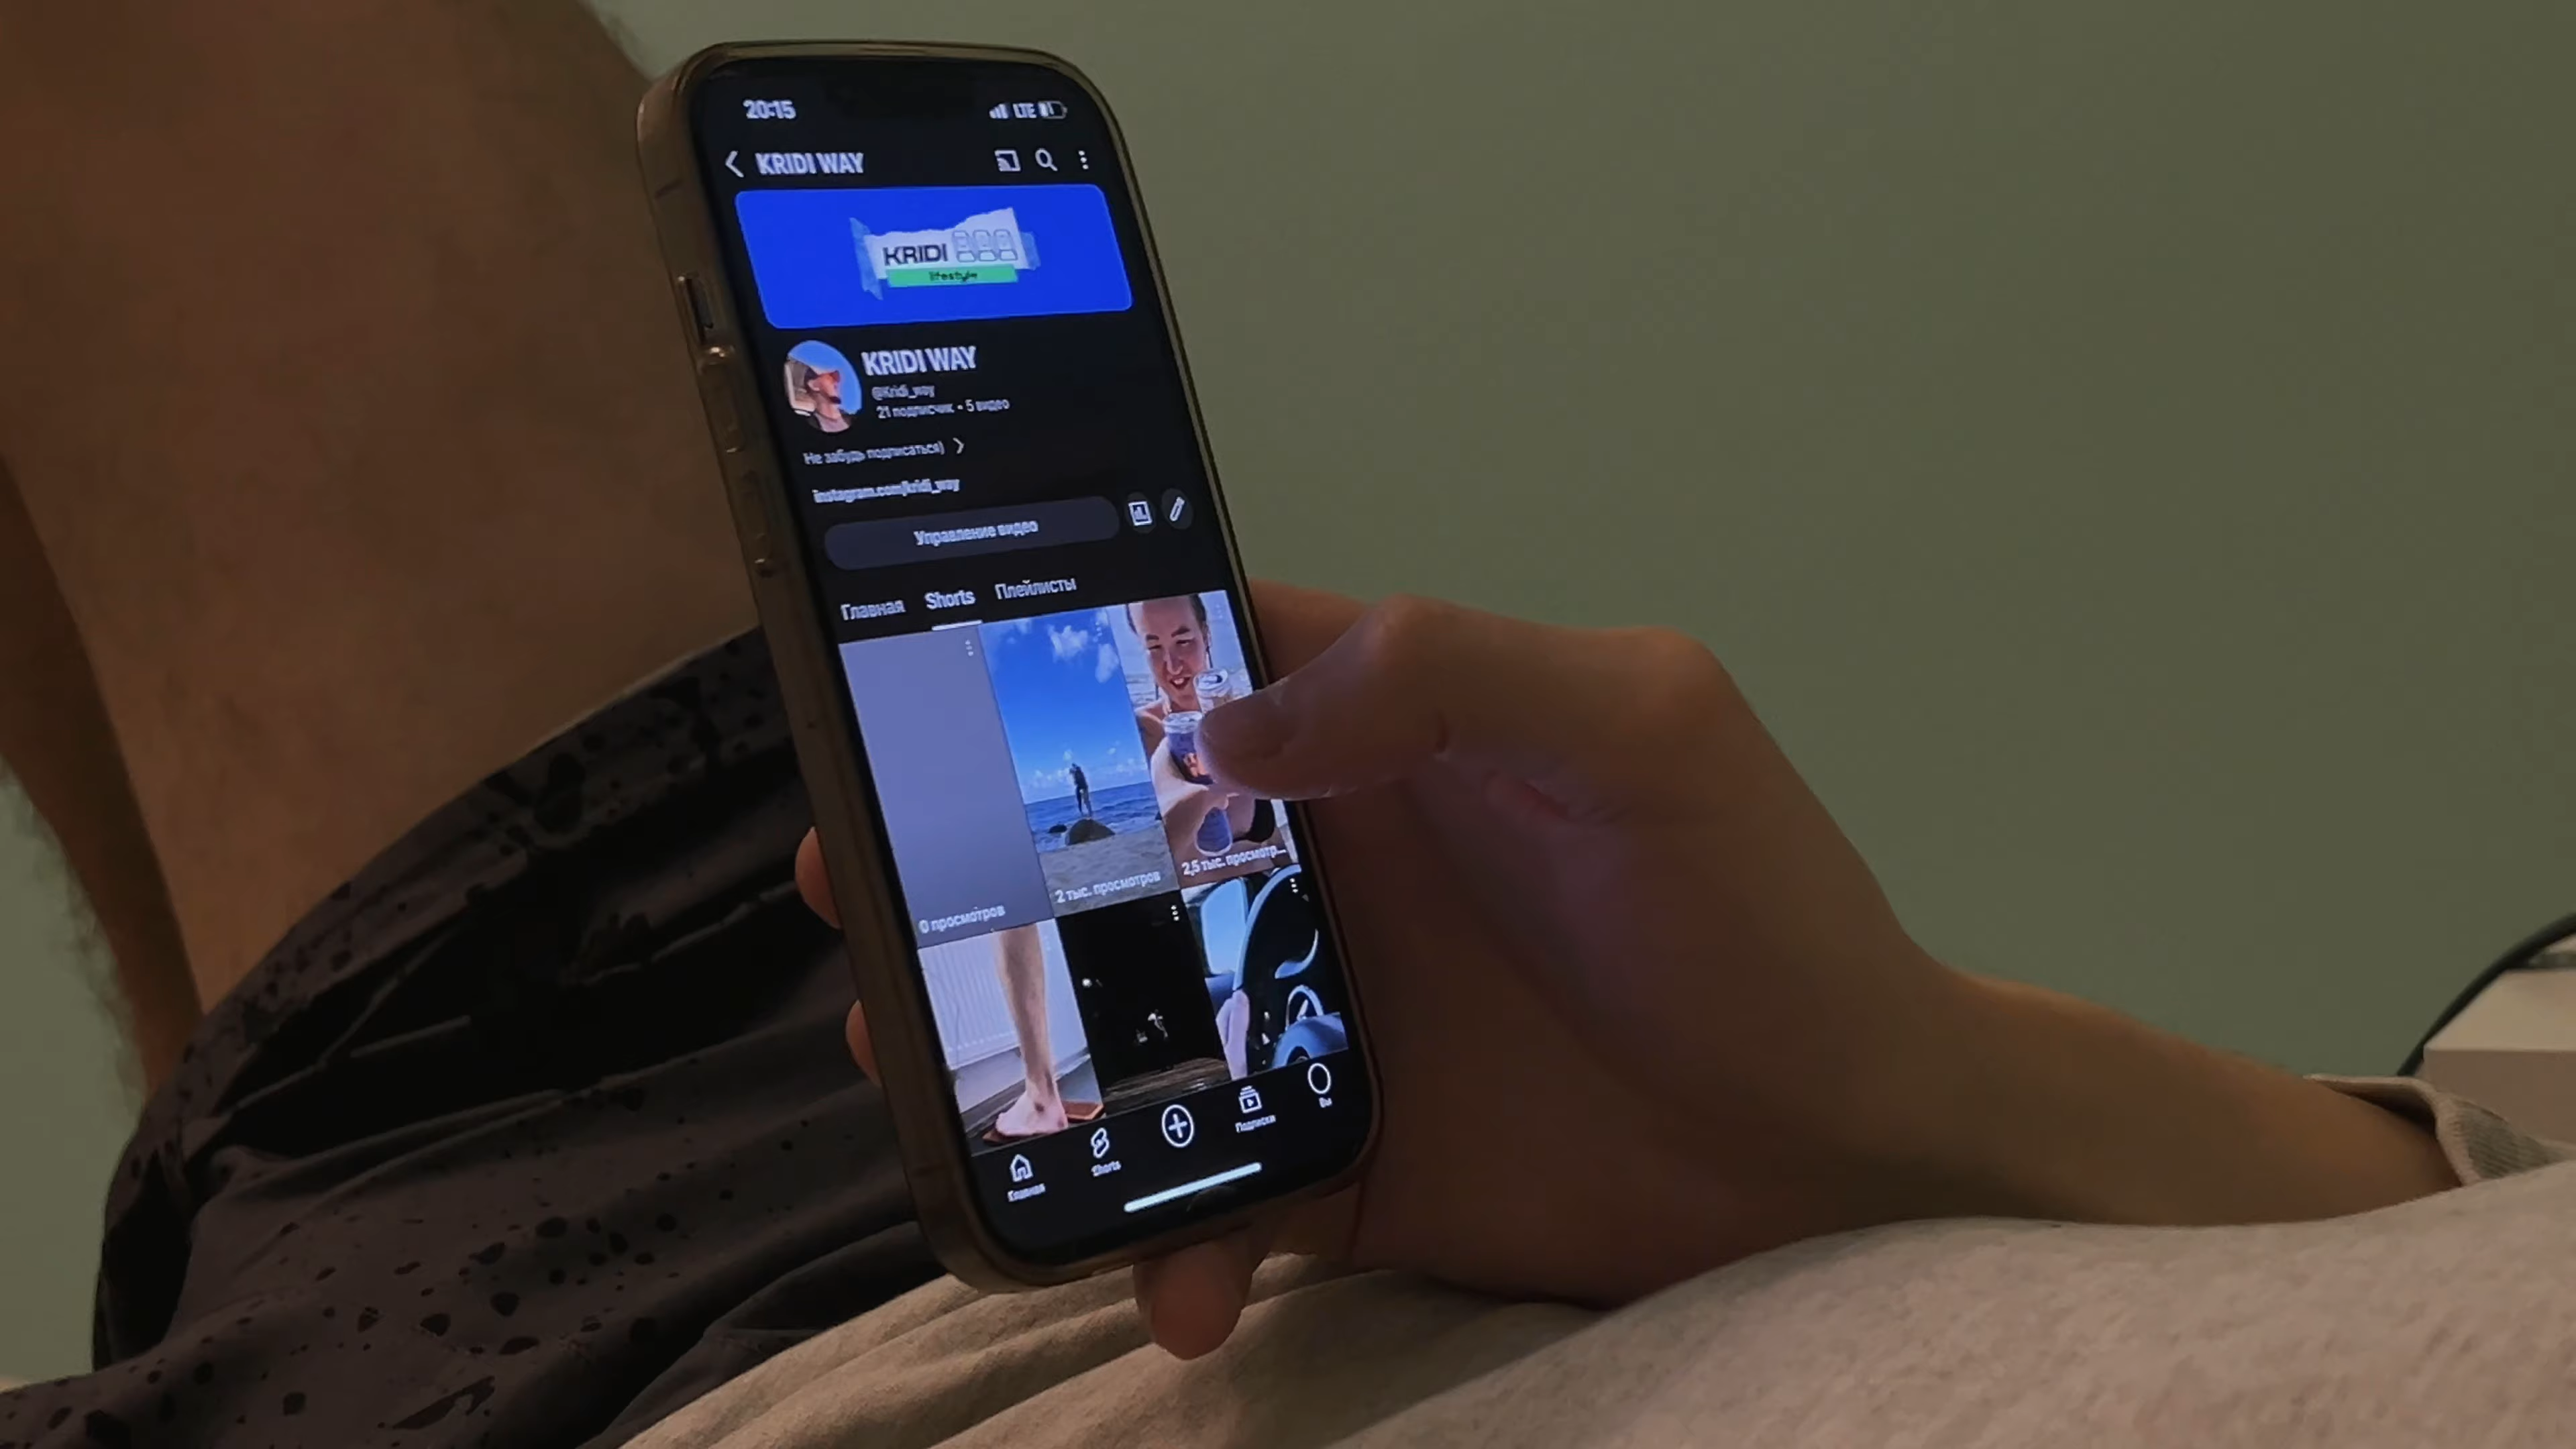 20:15 LTE
KRIDI WAY
KRIDI
lifestyle
KRIDI WAY
@Kridi_way
21 подписчик • 5 видео
Не забудь подписаться)
instagram.com/kridi_way
Управление видео
Главная Shorts Плейлисты
0 просмотров
2 тыс. просмотров
2,5 тыс. просмотр...
Главная
Shorts
Подписки
Вы